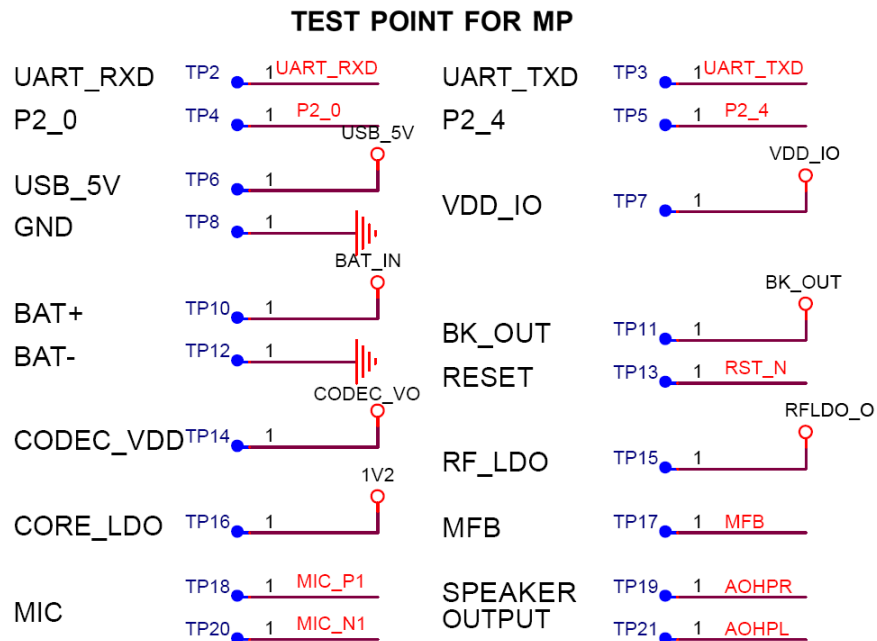 TEST POINT FOR MP
UART_RXD TP2 1 UART_RXD UART_TXD TP3 1 UART_TXD
P2_0 TP4 1 P2_0 P2_4 TP5 1 P2_4
USB_5V VDD_IO
USB_5V TP6 1 VDD_IO TP7 1
GND TP8 1
BAT_IN BK_OUT
BAT+ TP10 1 BK_OUT TP11 1
BAT- TP12 1 RESET TP13 1 RST_N
CODEC_VO RFLDO_O
CODEC_VDD TP14 1 RF_LDO TP15 1
1V2
CORE_LDO TP16 1 MFB TP17 1 MFB
MIC TP18 1 MIC_P1 SPEAKER TP19 1 AOHPR
TP20 1 MIC_N1 OUTPUT TP21 1 AOHPL